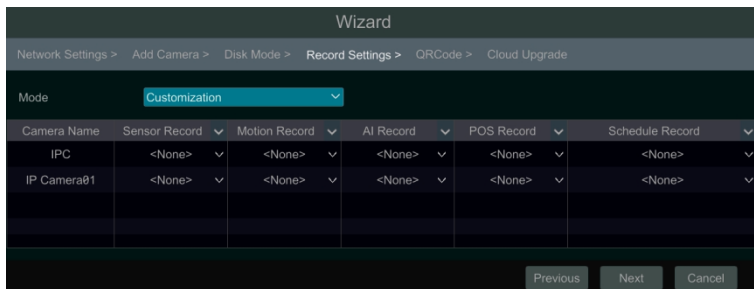 Wizard
Network Settings > Add Camera > Disk Mode > Record Settings > QRCode > Cloud Upgrade
Mode Customization
Camera Name Sensor Record Motion Record AI Record POS Record Schedule Record
IPC <None> <None> <None> <None> <None>
IP Camera01 <None> <None> <None> <None> <None>
Previous Next Cancel